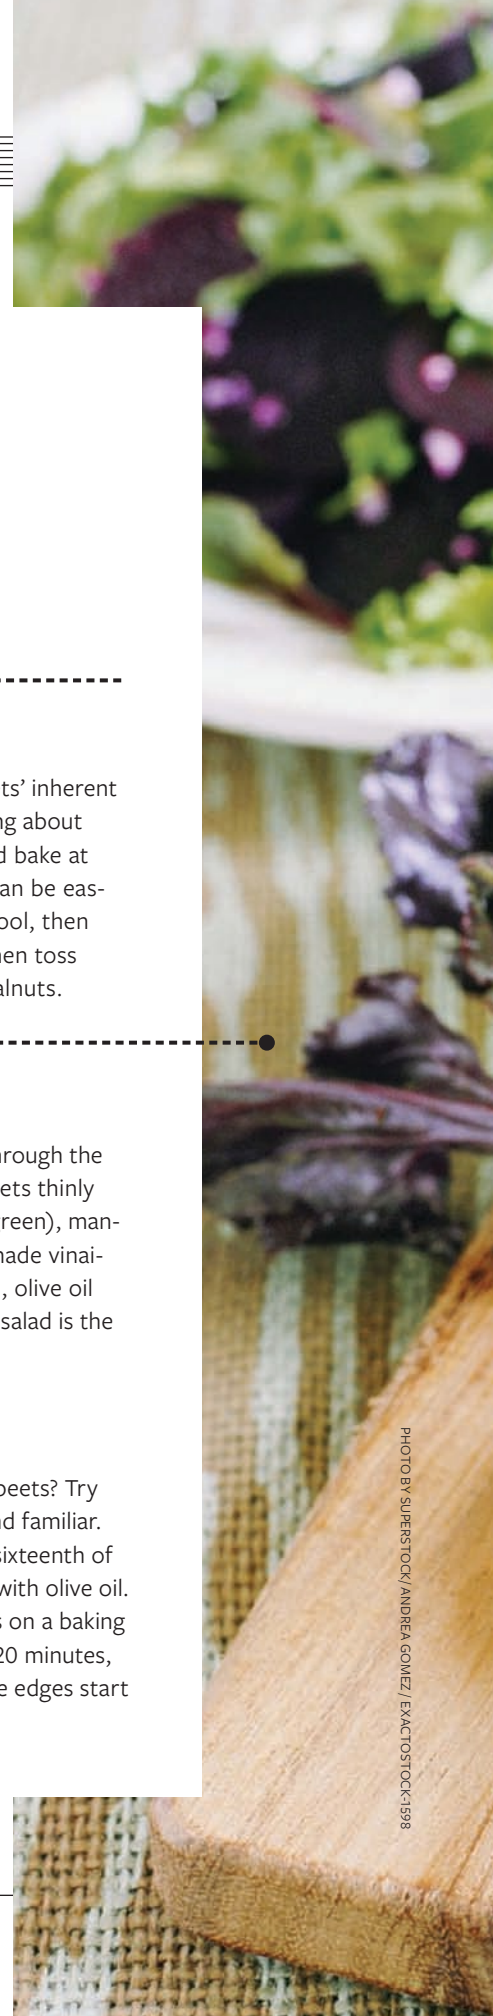 ts’ inherent
ng about
d bake at
an be eas-
ool, then
hen toss
alnuts.
hrough the
ets thinly
reen), man-
made vinai-
, olive oil
salad is the
beets? Try
nd familiar.
sixteenth of
with olive oil.
s on a baking
20 minutes,
e edges start
PHOTO BY SUPERSTOCK/ ANDREA GOMEZ / EXACTOSTOCK-1598